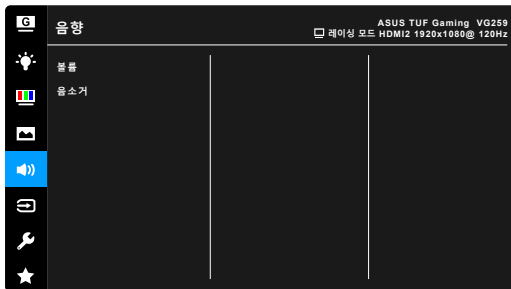 G
음향
ASUS TUF Gaming VG259
레이싱 모드 HDMI2 1920x1080@ 120Hz
볼륨
음소거